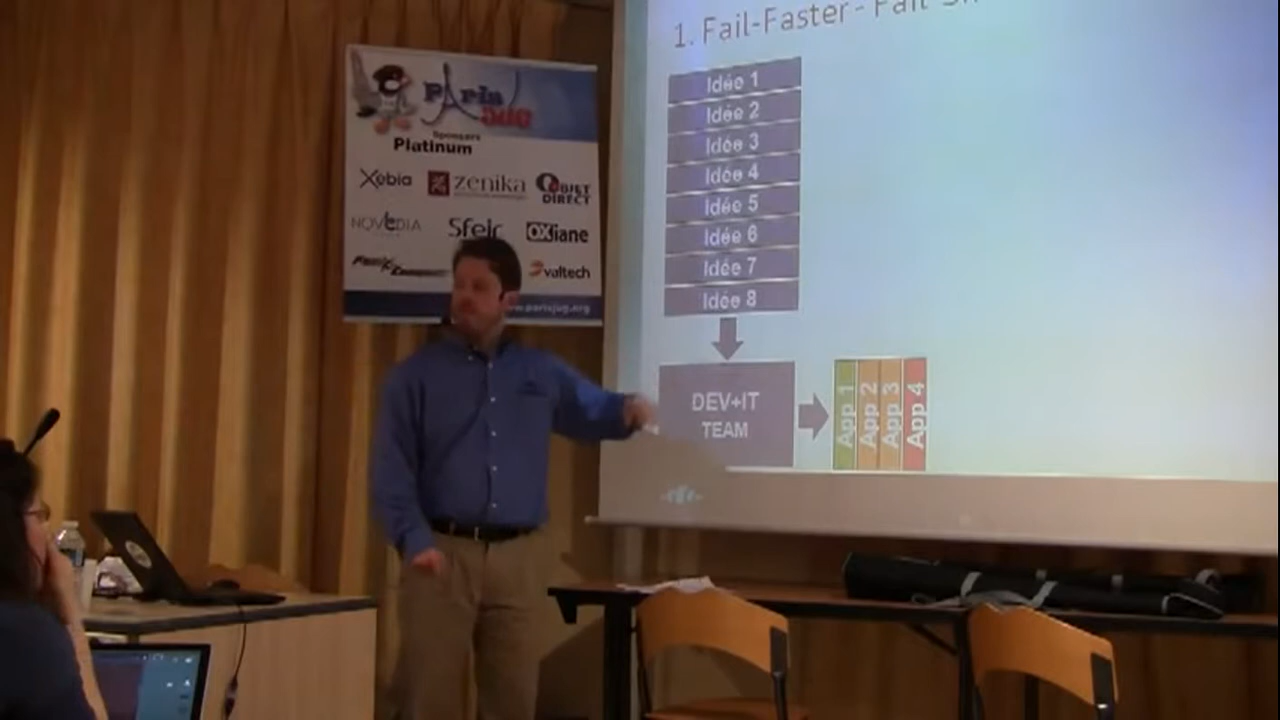 Paris
JUG
Sponsors
Platinum
Xebia
zenika
OBJET
DIRECT
NOVEDIA
Sfeir
OXiane
valtech
www.parisjug.org
1. Fail-Faster - Fail
Idée 1
Idée 2
Idée 3
Idée 4
Idée 5
Idée 6
Idée 7
Idée 8
DEV+IT
TEAM
App 1
App 2
App 3
App 4